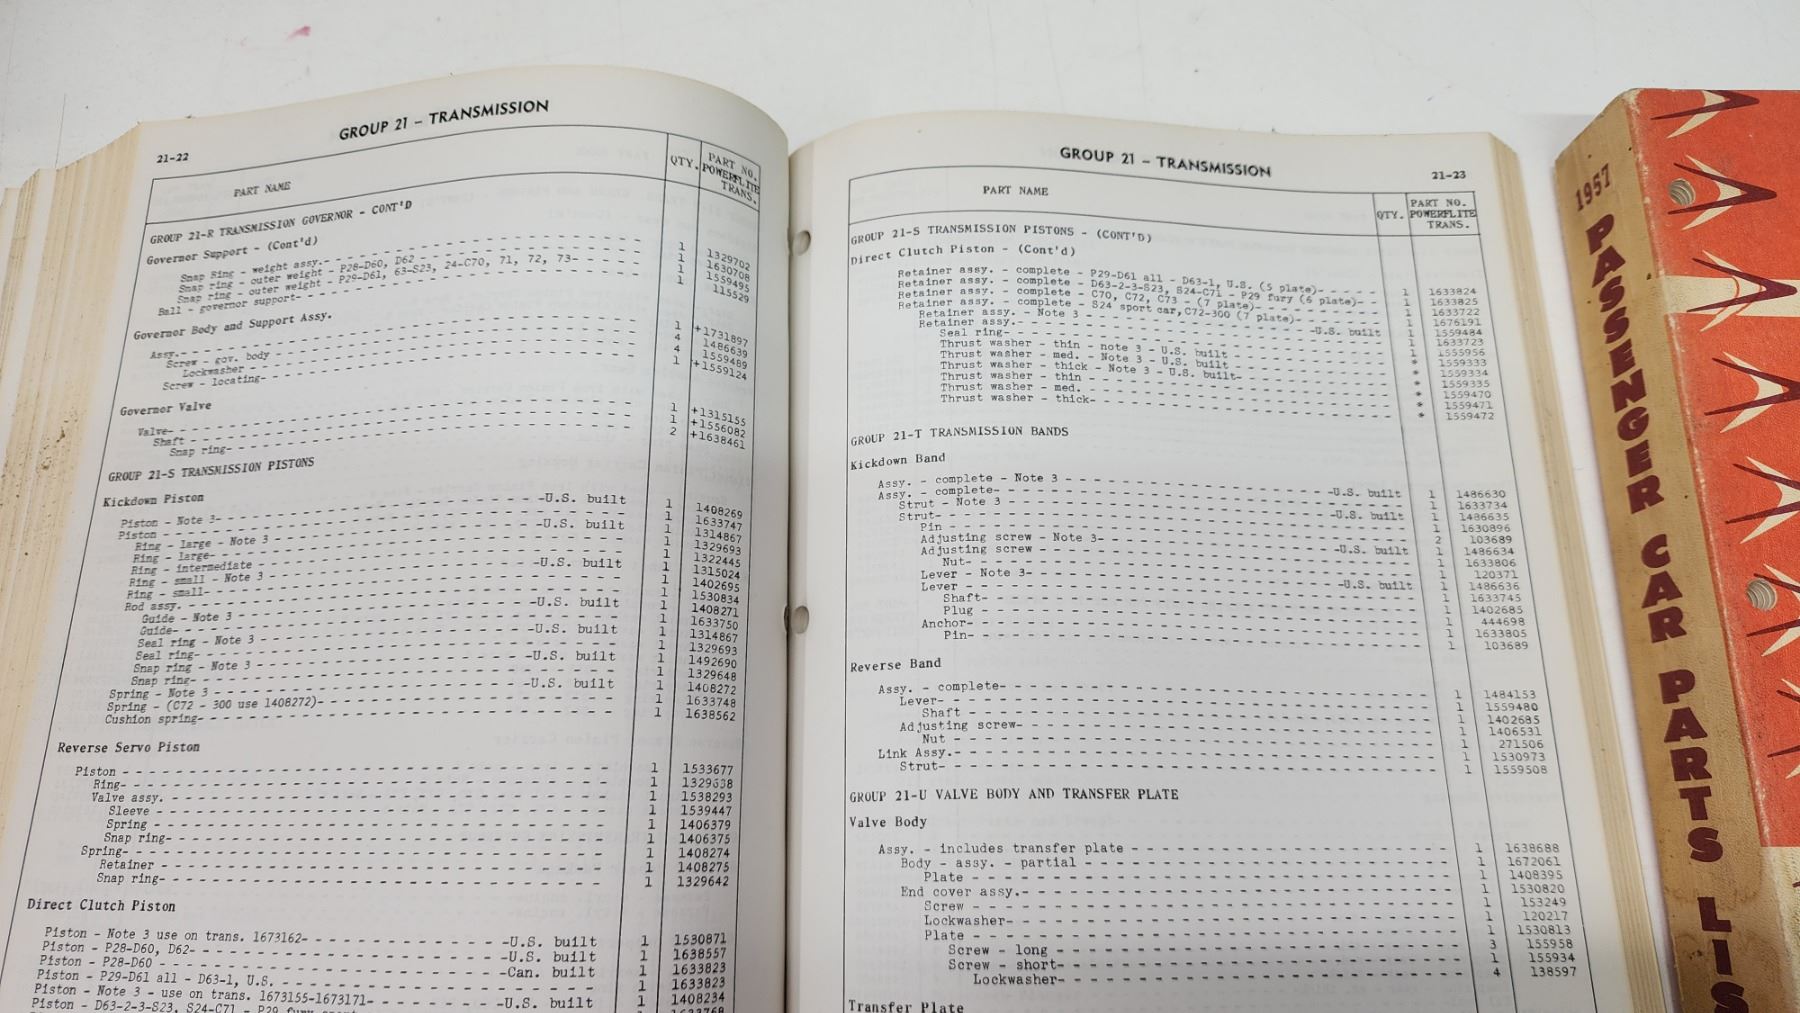 GROUP 21 – TRANSMISSION
21-22
PART NAME
QTY.
PART NO.
POWERFLITE
TRANS.
GROUP 21-R TRANSMISSION GOVERNOR - CONT'D
Governor Support - (Cont'd)
Snap Ring - weight assy. 1 1329702
Snap ring - outer weight - P28-D60, D62 1 1630708
Snap ring - outer weight - P29-D61, 63-S23, 24-C70, 71, 72, 73 1 1559495
Ball - governor support 1 115529
Governor Body and Support Assy.
Assy. 1 +1731897
Screw - gov. body 4 1486639
Lockwasher 4 1559489
Screw - locating 1 +1559124
Governor Valve
Valve 1 +1315155
Shaft 1 +1556082
Snap ring 2 +1638461
GROUP 21-S TRANSMISSION PISTONS
Kickdown Piston
Piston - Note 3 -U.S. built 1 1408269
Piston 1 1633747
Ring - large - Note 3 -U.S. built 1 1314867
Ring - large 1 1329693
Ring - intermediate 1 1322445
Ring - small - Note 3 -U.S. built 1 1315024
Ring - small 1 1402695
Rod assy. 1 1530834
Guide - Note 3 -U.S. built 1 1408271
Guide 1 1633750
Seal ring - Note 3 -U.S. built 1 1314867
Seal ring 1 1329693
Snap ring - Note 3 -U.S. built 1 1492690
Snap ring 1 1329648
Spring - Note 3 -U.S. built 1 1408272
Spring - (C72 - 300 use 1408272) 1 1633748
Cushion spring 1 1638562
Reverse Servo Piston
Piston 1 1533677
Ring 1 1329638
Valve assy. 1 1538293
Sleeve 1 1539447
Spring 1 1406379
Snap ring 1 1406375
Spring 1 1408274
Retainer 1 1408275
Snap ring 1 1329642
Direct Clutch Piston
Piston - Note 3 use on trans. 1673162 -U.S. built 1 1530871
Piston - P28-D60, D62 -U.S. built 1 1638557
Piston - P28-D60 -Can. built 1 1633823
Piston - P29-D61 all - D63-1, U.S. 1 1633823
Piston - Note 3 - use on trans. 1673155-1673171 -U.S. built 1 1408234
Piston - D63-2-3-S23, S24-C71 - P29 fury
GROUP 21 – TRANSMISSION
21-23
PART NAME
QTY.
PART NO.
POWERFLITE
TRANS.
GROUP 21-S TRANSMISSION PISTONS - (CONT'D)
Direct Clutch Piston - (Cont'd)
Retainer assy. - complete - P29-D61 all - D63-1, U.S. (5 plate) 1 1633824
Retainer assy. - complete - D63-2-3-S23, S24-C71 - P29 fury (6 plate) 1 1633825
Retainer assy. - complete - C70, C72, C73 - (7 plate) 1 1633722
Retainer assy. - complete - S24 sport car, C72-300 (7 plate) 1 1676191
Retainer assy. - Note 3 -U.S. built 1 1559484
Retainer assy. 1 1633723
Seal ring 1 1555956
Thrust washer - thin - note 3 - U.S. built * 1559333
Thrust washer - med. - Note 3 - U.S. built * 1559334
Thrust washer - thick - Note 3 - U.S. built * 1559335
Thrust washer - thin * 1559470
Thrust washer - med. * 1559471
Thrust washer - thick * 1559472
GROUP 21-T TRANSMISSION BANDS
Kickdown Band
Assy. - complete - Note 3 -U.S. built 1 1486630
Assy. - complete 1 1633734
Strut - Note 3 -U.S. built 1 1486635
Strut 1 1630896
Pin 2 103689
Adjusting screw - Note 3 -U.S. built 1 1486634
Adjusting screw 1 1633806
Nut 1 120371
Lever - Note 3 -U.S. built 1 1486636
Lever 1 1633745
Shaft 1 1402685
Plug 1 444698
Anchor 1 1633805
Pin 1 103689
Reverse Band
Assy. - complete 1 1484153
Lever 1 1559480
Shaft 1 1402685
Adjusting screw 1 1406531
Nut 1 271506
Link Assy. 1 1530973
Strut 1 1559508
GROUP 21-U VALVE BODY AND TRANSFER PLATE
Valve Body
Assy. - includes transfer plate 1 1638688
Body - assy. - partial 1 1672061
Plate 1 1408395
End cover assy. 1 1530820
Screw 1 153249
Lockwasher 1 120217
Plate 1 1530813
Screw - long 3 155958
Screw - short 1 155934
Lockwasher 4 138597
Transfer Plate
1957 PASSENGER CAR PARTS LIS